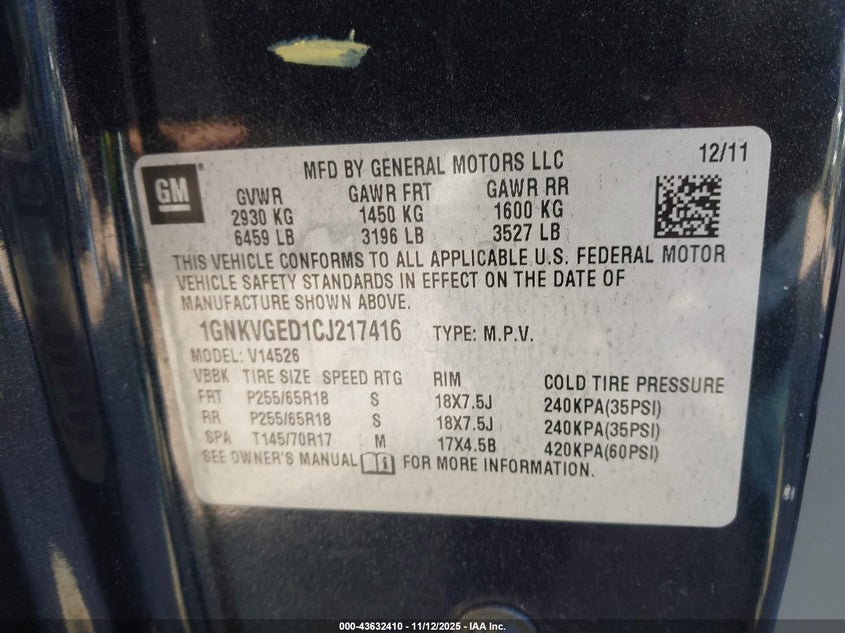 MFD BY GENERAL MOTORS LLC 12/11
GM®
GVWR GAWR FRT GAWR RR
2930 KG 1450 KG 1600 KG
6459 LB 3196 LB 3527 LB
THIS VEHICLE CONFORMS TO ALL APPLICABLE U.S. FEDERAL MOTOR
VEHICLE SAFETY STANDARDS IN EFFECT ON THE DATE OF
MANUFACTURE SHOWN ABOVE.
1GNKVGED1CJ217416 TYPE: M.P.V.
MODEL: V14526
VBBK TIRE SIZE SPEED RTG RIM COLD TIRE PRESSURE
FRT P255/65R18 S 18X7.5J 240KPA(35PSI)
RR P255/65R18 S 18X7.5J 240KPA(35PSI)
SPA T145/70R17 M 17X4.5B 420KPA(60PSI)
SEE OWNER'S MANUAL FOR MORE INFORMATION.
000-43632410 - 11/12/2025 - IAA Inc.